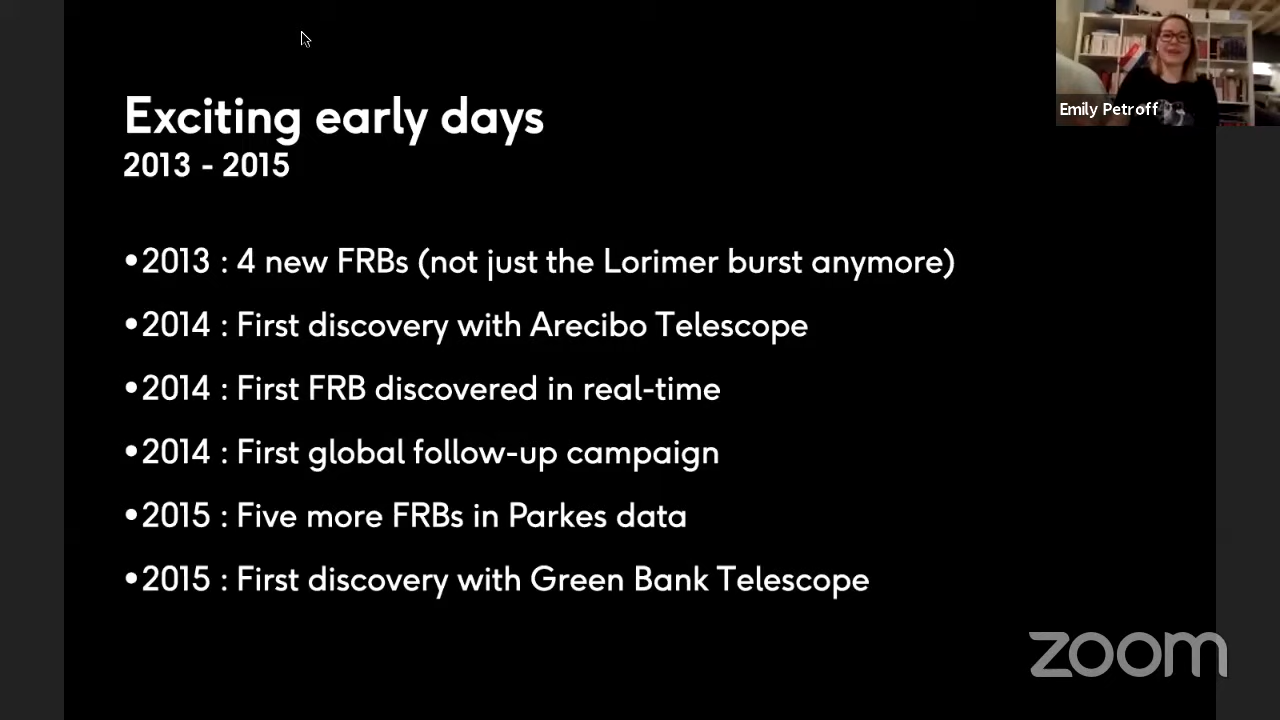 Exciting early days
2013 - 2015
•2013 : 4 new FRBs (not just the Lorimer burst anymore)
•2014 : First discovery with Arecibo Telescope
•2014 : First FRB discovered in real-time
•2014 : First global follow-up campaign
•2015 : Five more FRBs in Parkes data
•2015 : First discovery with Green Bank Telescope
Emily Petroff
zoom